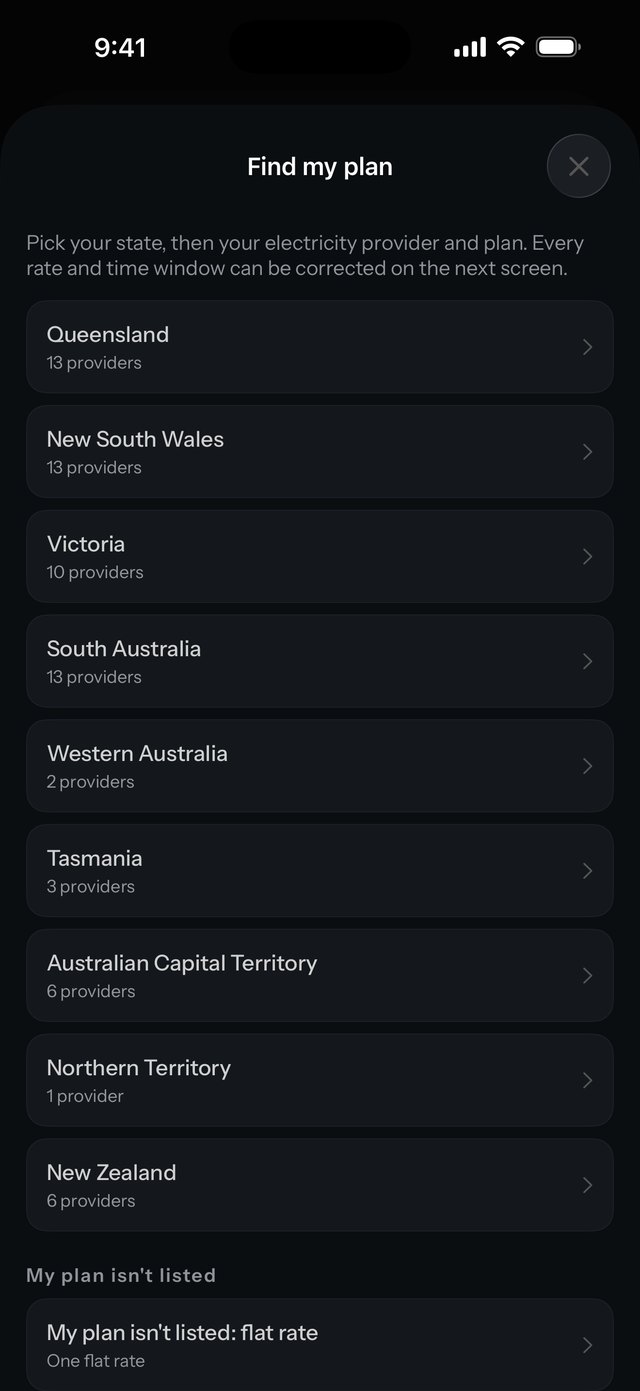 9:41
Find my plan
Pick your state, then your electricity provider and plan. Every
rate and time window can be corrected on the next screen.
Queensland
13 providers
New South Wales
13 providers
Victoria
10 providers
South Australia
13 providers
Western Australia
2 providers
Tasmania
3 providers
Australian Capital Territory
6 providers
Northern Territory
1 provider
New Zealand
6 providers
My plan isn't listed
My plan isn't listed: flat rate
One flat rate